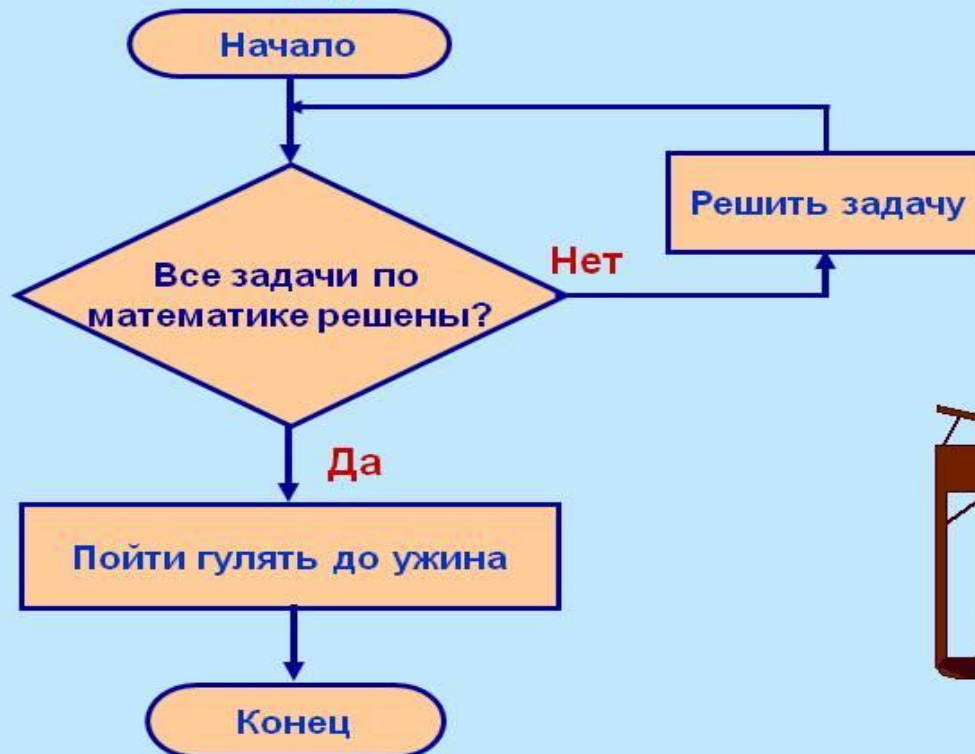 Начало
Решить задачу
Все задачи по
математике решены?
Нет
Да
Пойти гулять до ужина
Конец